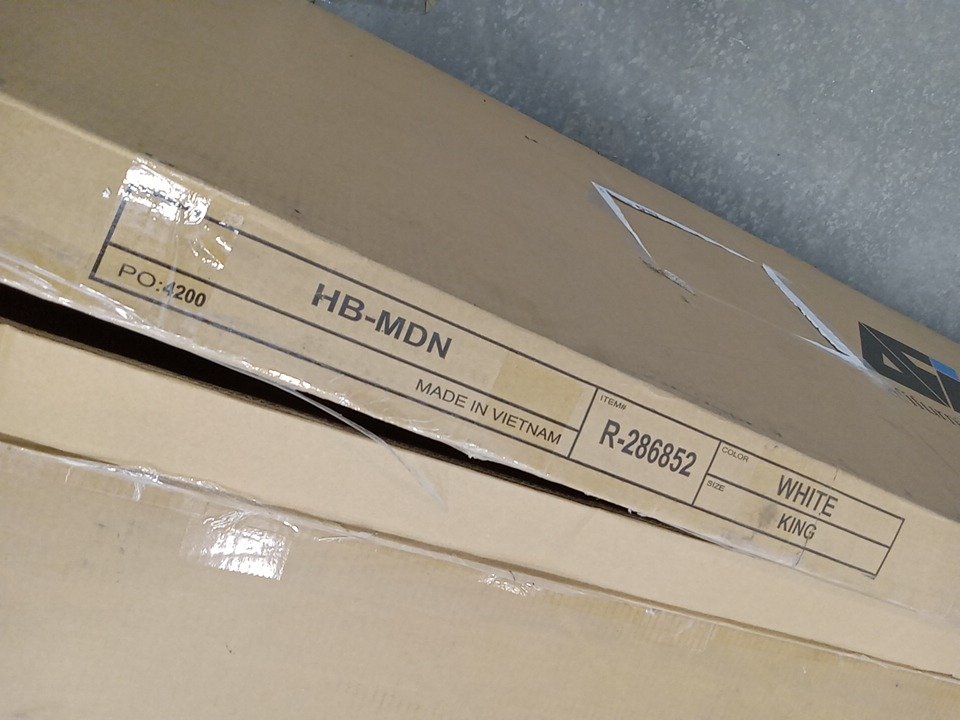 HB-MDN
PO:4200
MADE IN VIETNAM
ITEM#
R-286852
COLOR
WHITE
SIZE
KING